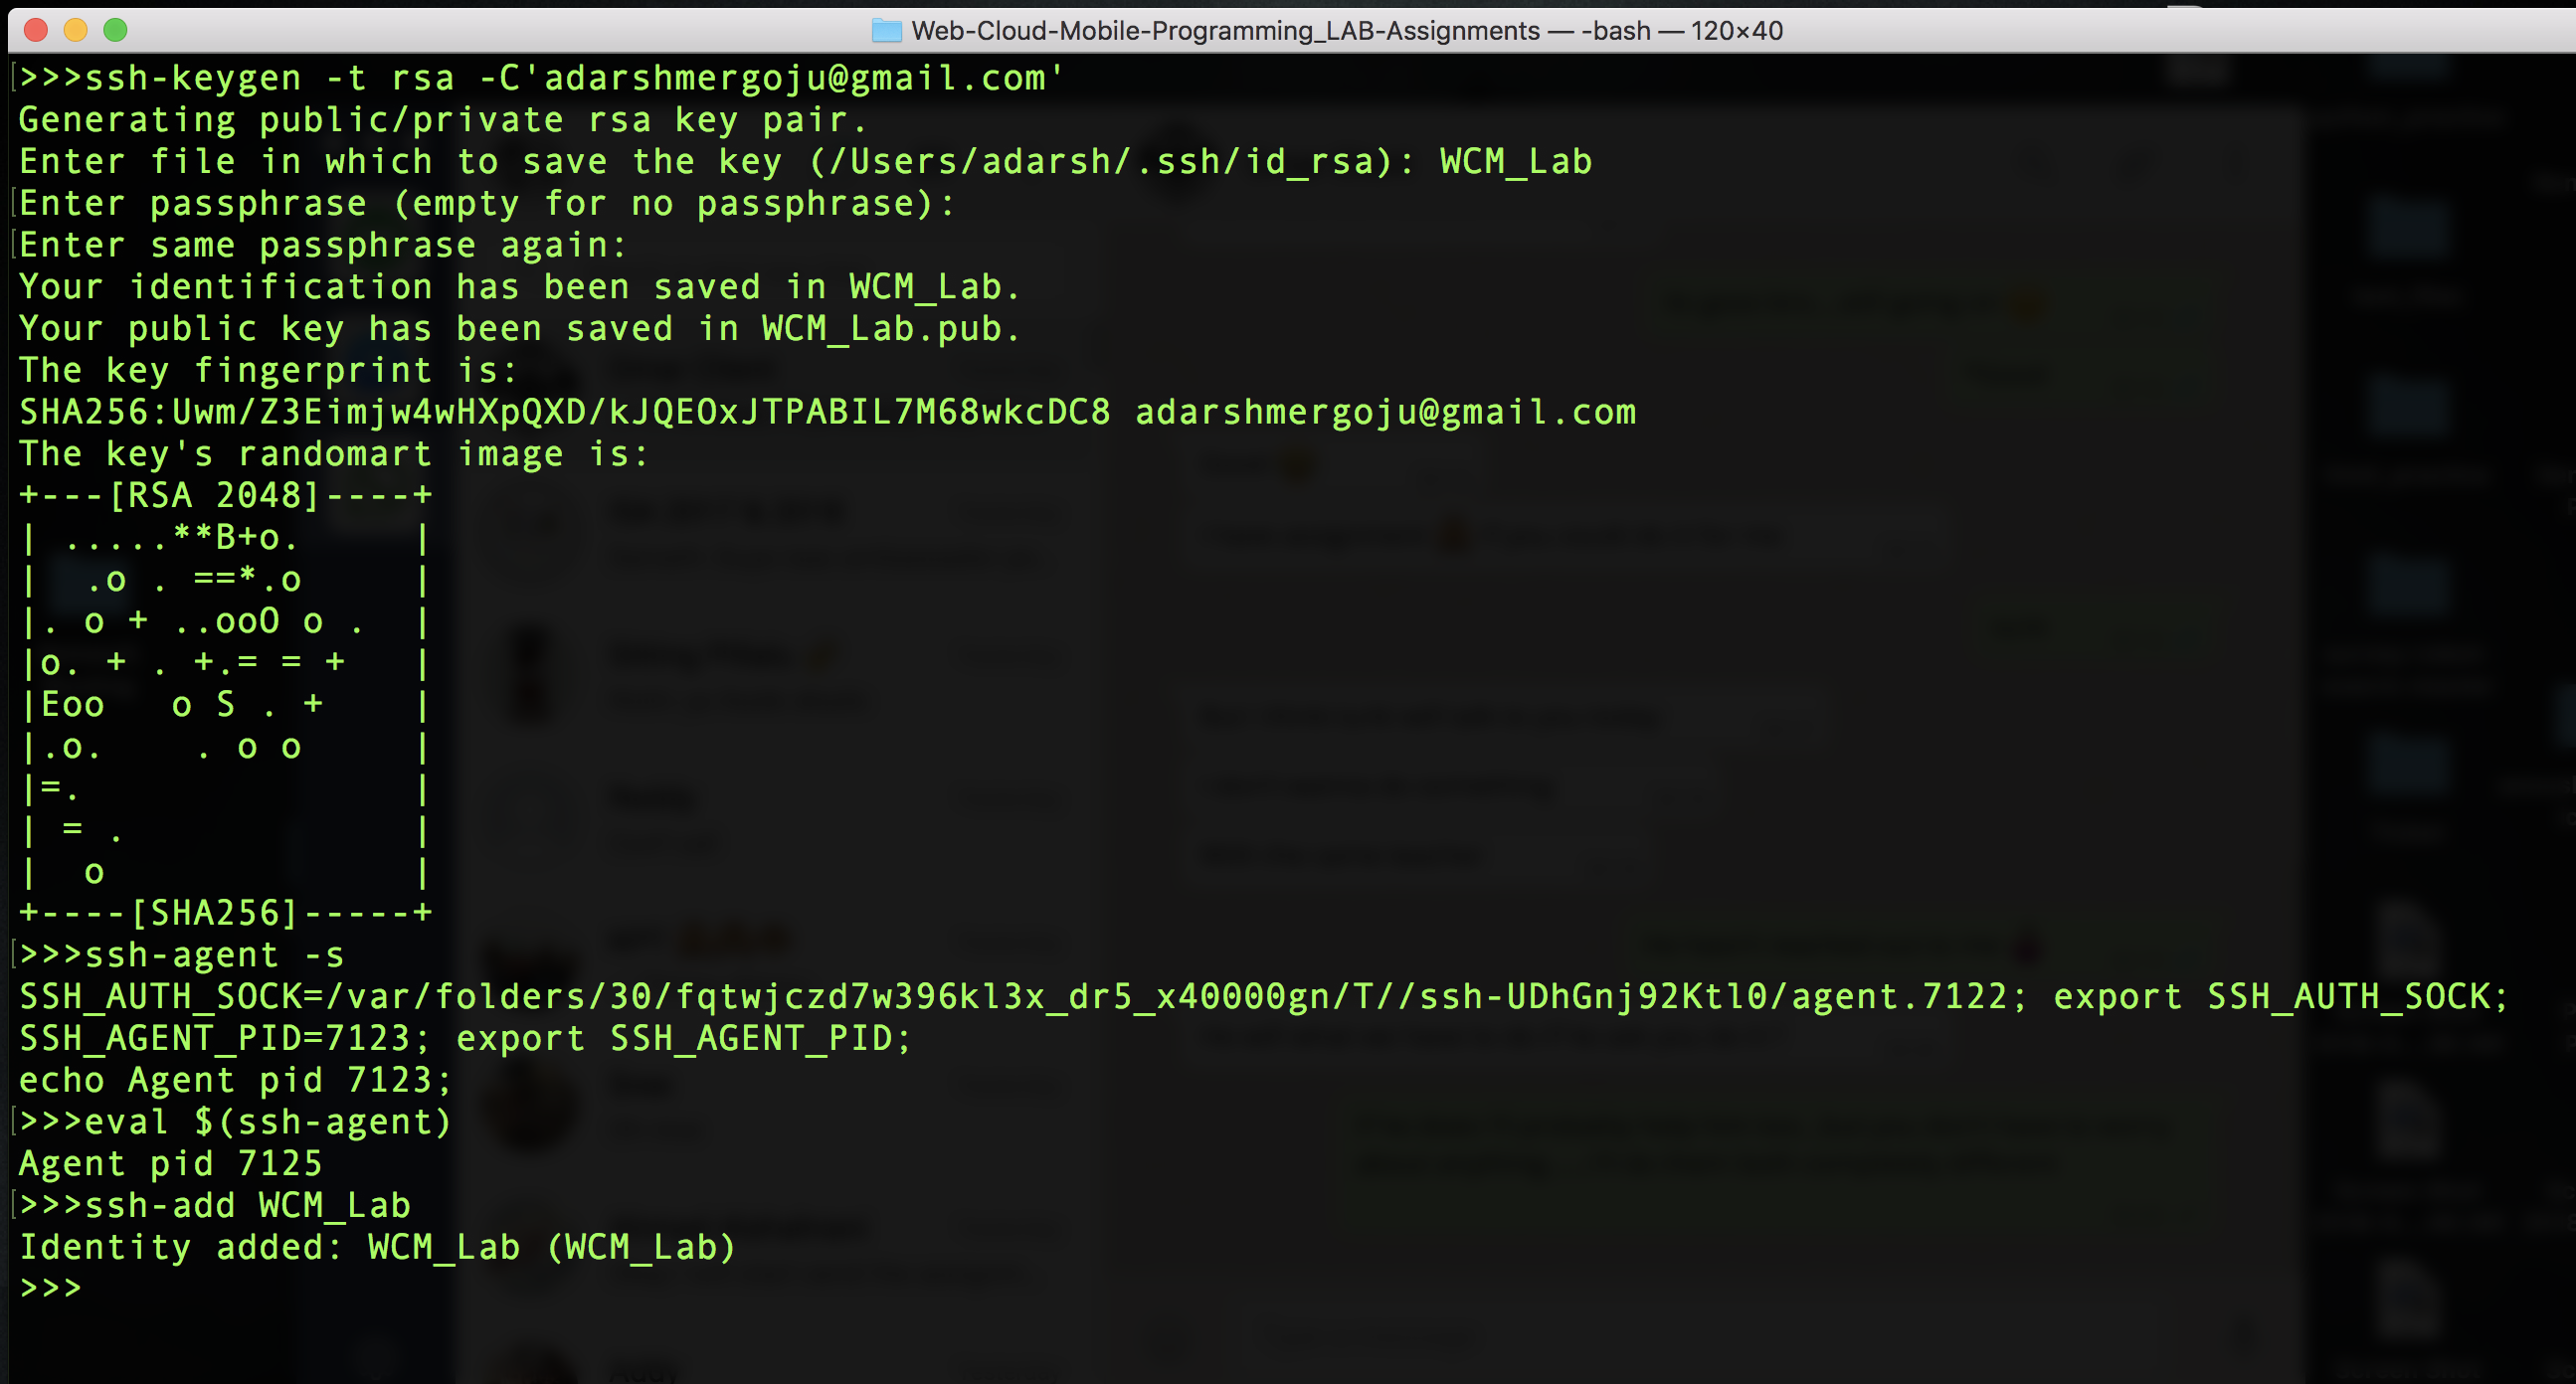 Web-Cloud-Mobile-Programming_LAB-Assignments — -bash — 120×40
>>>ssh-keygen -t rsa -C'adarshmergoju@gmail.com'
Generating public/private rsa key pair.
Enter file in which to save the key (/Users/adarsh/.ssh/id_rsa): WCM_Lab
Enter passphrase (empty for no passphrase):
Enter same passphrase again:
Your identification has been saved in WCM_Lab.
Your public key has been saved in WCM_Lab.pub.
The key fingerprint is:
SHA256:Uwm/Z3Eimjw4wHXpQXD/kJQEOxJTPABIL7M68wkcDC8 adarshmergoju@gmail.com
The key's randomart image is:
+---[RSA 2048]----+
| .....**B+o.     |
|  .o . ==*.o     |
|. o + ..ooO o .  |
|o. + . +.= = +   |
|Eoo   o S . +    |
|.o.    . o o     |
|=.               |
| = .             |
|  o              |
+----[SHA256]-----+
>>>ssh-agent -s
SSH_AUTH_SOCK=/var/folders/30/fqtwjczd7w396kl3x_dr5_x40000gn/T//ssh-UDhGnj92Ktl0/agent.7122; export SSH_AUTH_SOCK;
SSH_AGENT_PID=7123; export SSH_AGENT_PID;
echo Agent pid 7123;
>>>eval $(ssh-agent)
Agent pid 7125
>>>ssh-add WCM_Lab
Identity added: WCM_Lab (WCM_Lab)
>>>